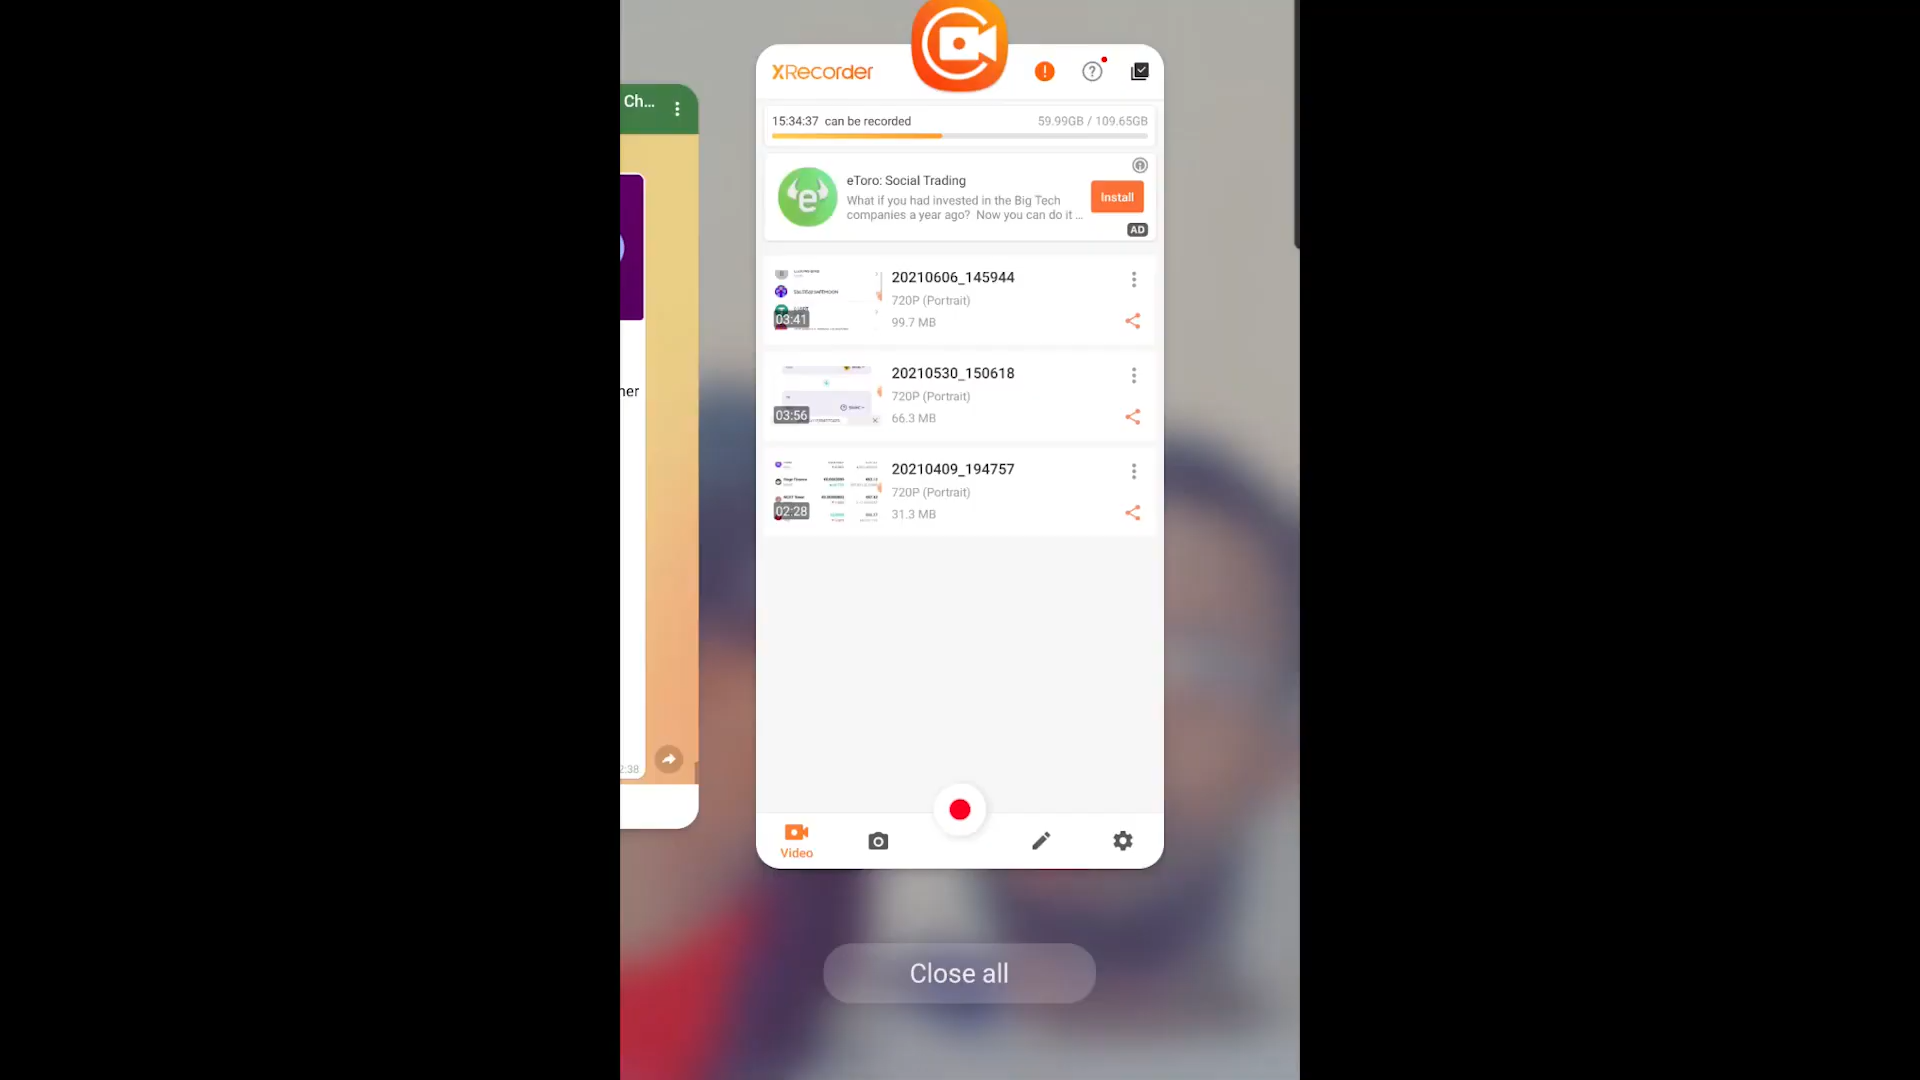 Ch...
her
2:38
XRecorder
15:34:37 can be recorded
59.99GB / 109.65GB
eToro: Social Trading
What if you had invested in the Big Tech
companies a year ago? Now you can do it ...
Install
AD
20210606_145944
720P (Portrait)
99.7 MB
03:41
20210530_150618
720P (Portrait)
66.3 MB
03:56
20210409_194757
720P (Portrait)
31.3 MB
02:28
Video
Close all